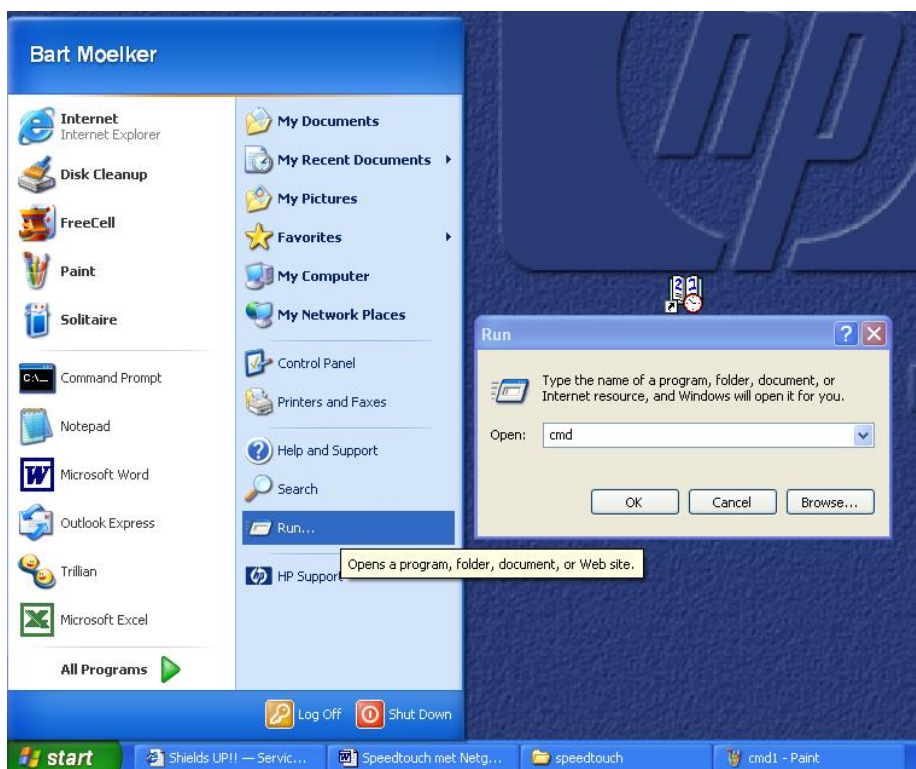 Bart Moelker
Internet
Internet Explorer
Disk Cleanup
FreeCell
Paint
Solitaire
C:\_
Command Prompt
Notepad
W
Microsoft Word
Outlook Express
Trillian
X
Microsoft Excel
All Programs
My Documents
My Recent Documents
My Pictures
Favorites
My Computer
My Network Places
Control Panel
Printers and Faxes
Help and Support
Search
Run...
hp
HP Support
Opens a program, folder, document, or Web site.
Log Off
Shut Down
hp
2 1
Run
Type the name of a program, folder, document, or
Internet resource, and Windows will open it for you.
Open:
cmd
OK
Cancel
Browse...
start
Shields UP!! — Servic...
Speedtouch met Netg...
speedtouch
cmd1 - Paint